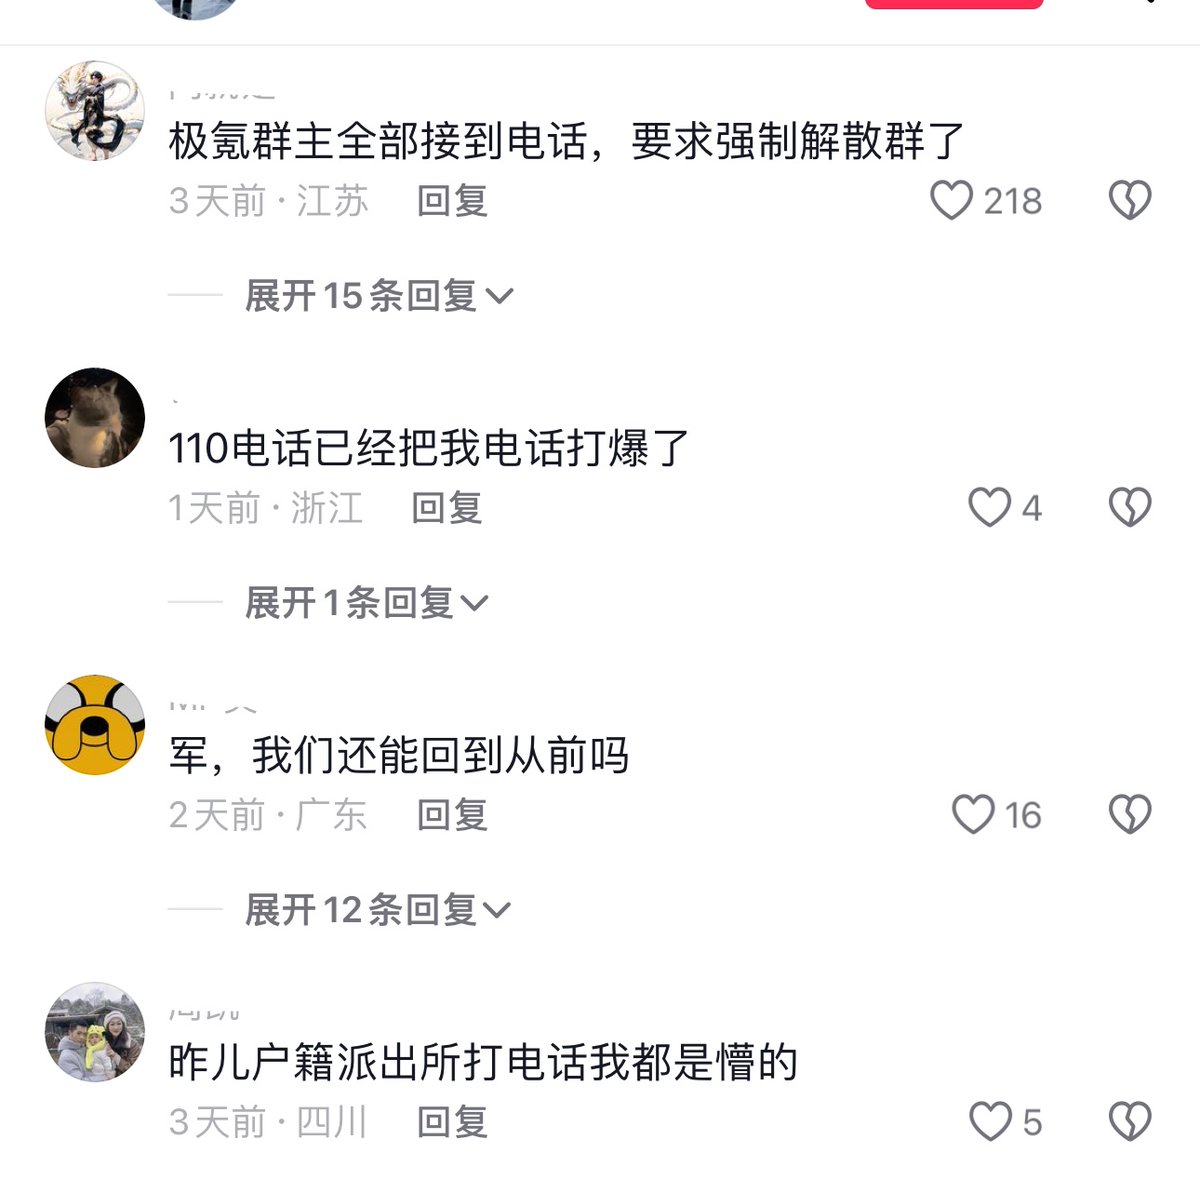 极氪群主全部接到电话，要求强制解散群了
3天前·江苏 回复 218
展开15条回复
110电话已经把我电话打爆了
1天前·浙江 回复 4
展开1条回复
军，我们还能回到从前吗
2天前·广东 回复 16
展开12条回复
昨儿户籍派出所打电话我都是懵的
3天前·四川 回复 5